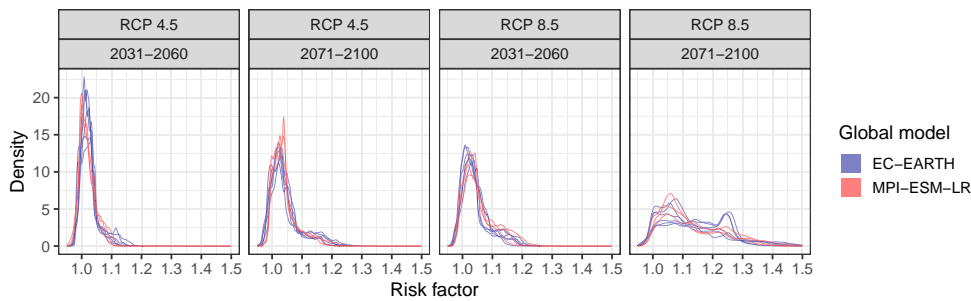 RCP 4.5 RCP 4.5 RCP 8.5 RCP 8.5
2031−2060 2071−2100 2031−2060 2071−2100
Density
20
15
10
5
0
1.0 1.1 1.2 1.3 1.4 1.5 1.0 1.1 1.2 1.3 1.4 1.5 1.0 1.1 1.2 1.3 1.4 1.5 1.0 1.1 1.2 1.3 1.4 1.5
Risk factor
Global model
EC−EARTH
MPI−ESM−LR